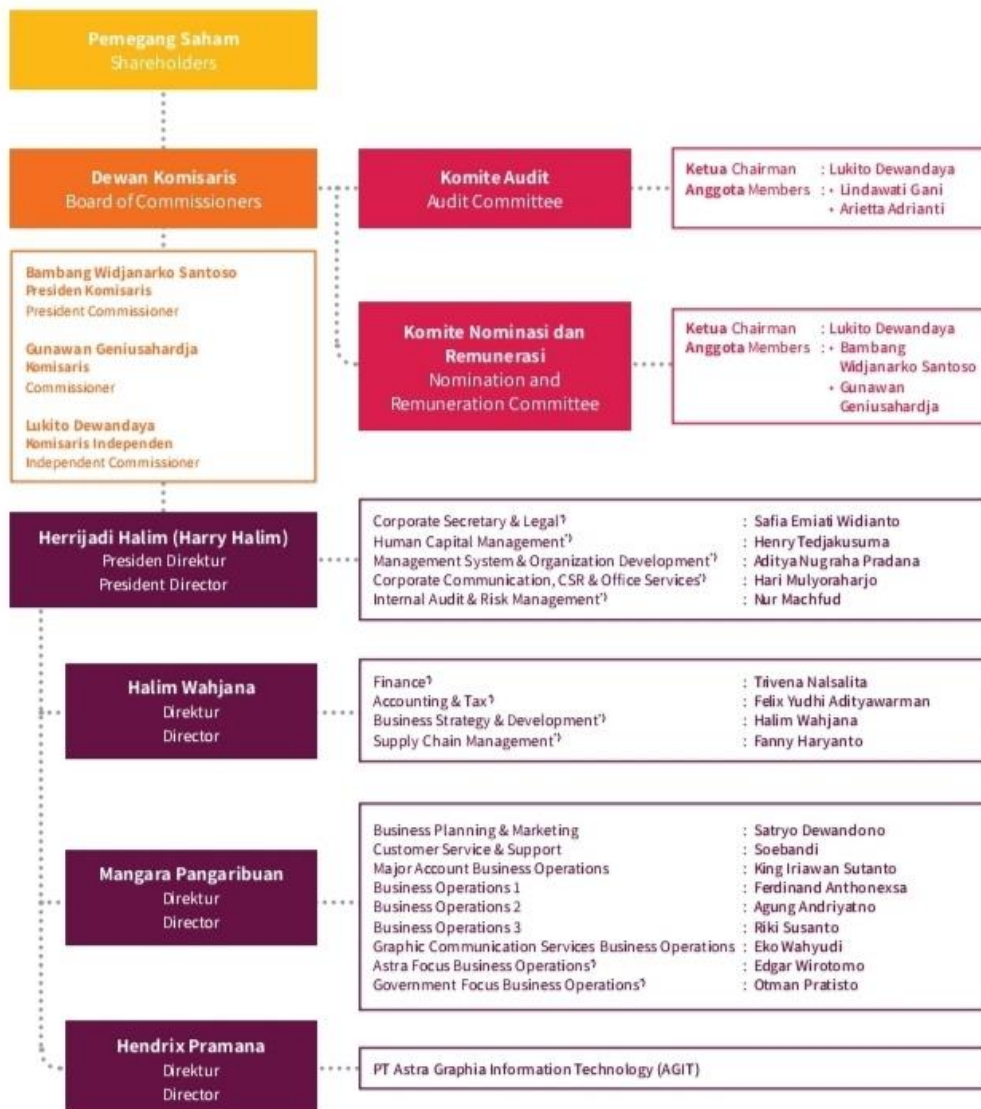 Pemegang Saham
Shareholders
Dewan Komisaris
Board of Commissioners
Komite Audit
Audit Committee
Ketua Chairman : Lukito Dewandaya
Anggota Members : • Lindawati Gani
• Arietta Adrianti
Bambang Widjanarko Santoso
Presiden Komisaris
President Commissioner
Gunawan Geniusahardja
Komisaris
Commissioner
Lukito Dewandaya
Komisaris Independen
Independent Commissioner
Komite Nominasi dan
Remunerasi
Nomination and
Remuneration Committee
Ketua Chairman : Lukito Dewandaya
Anggota Members : • Bambang
Widjanarko Santoso
• Gunawan
Geniusahardja
Herrijadi Halim (Harry Halim)
Presiden Direktur
President Director
Corporate Secretary & Legal*) : Safia Emiati Widianto
Human Capital Management*) : Henry Tedjakusuma
Management System & Organization Development*) : Aditya Nugraha Pradana
Corporate Communication, CSR & Office Services*) : Hari Mulyoraharjo
Internal Audit & Risk Management*) : Nur Machfud
Halim Wahjana
Direktur
Director
Finance*) : Trivena Nalsalita
Accounting & Tax*) : Felix Yudhi Adityawarman
Business Strategy & Development*) : Halim Wahjana
Supply Chain Management*) : Fanny Haryanto
Mangara Pangaribuan
Direktur
Director
Business Planning & Marketing : Satryo Dewandono
Customer Service & Support : Soebandi
Major Account Business Operations : King Iriawan Sutanto
Business Operations 1 : Ferdinand Anthonexsa
Business Operations 2 : Agung Andriyatno
Business Operations 3 : Riki Susanto
Graphic Communication Services Business Operations : Eko Wahyudi
Astra Focus Business Operations*) : Edgar Wirotomo
Government Focus Business Operations*) : Otman Pratisto
Hendrix Pramana
Direktur
Director
PT Astra Graphia Information Technology (AGIT)